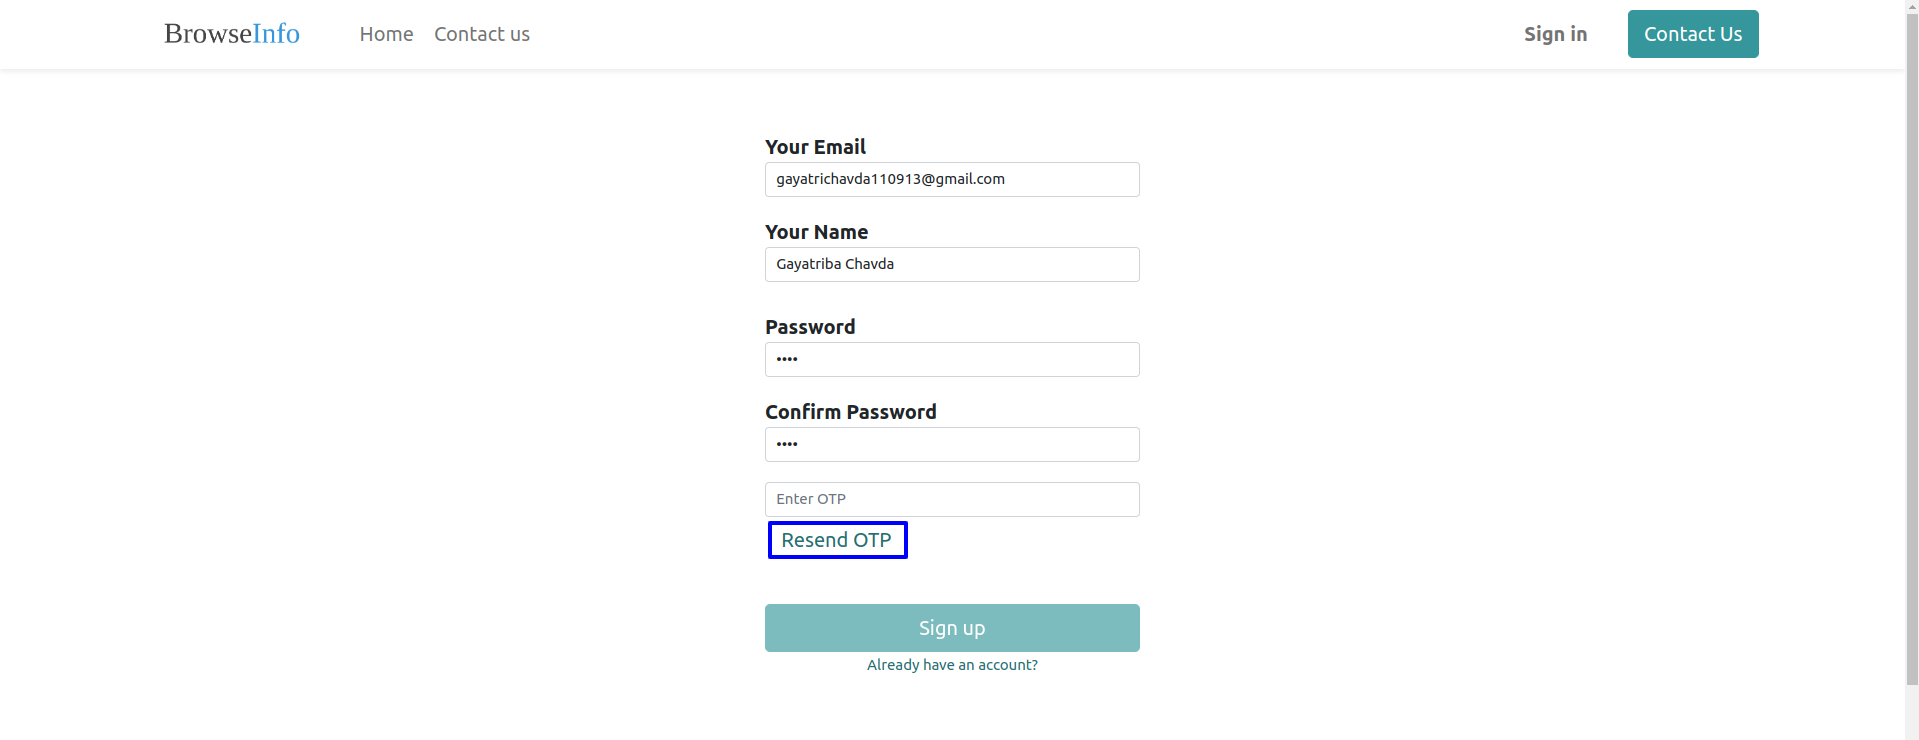 BrowseInfo Home Contact us Sign in Contact Us
Your Email
gayatrichavda110913@gmail.com
Your Name
Gayatriba Chavda
Password
••••
Confirm Password
••••
Enter OTP
Resend OTP
Sign up
Already have an account?